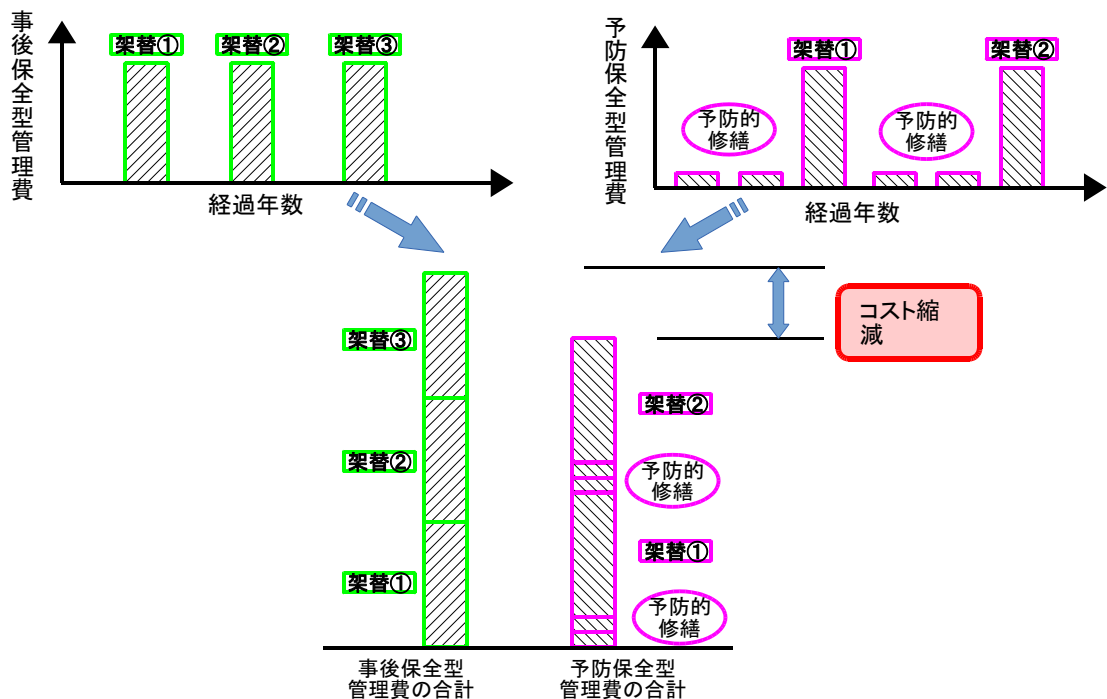 事後保全型管理費
架替①
架替②
架替③
経過年数
予防保全型管理費
予防的
修繕
架替①
予防的
修繕
架替②
経過年数
コスト縮
減
架替③
架替②
架替①
架替②
予防的
修繕
架替①
予防的
修繕
事後保全型
管理費の合計
予防保全型
管理費の合計